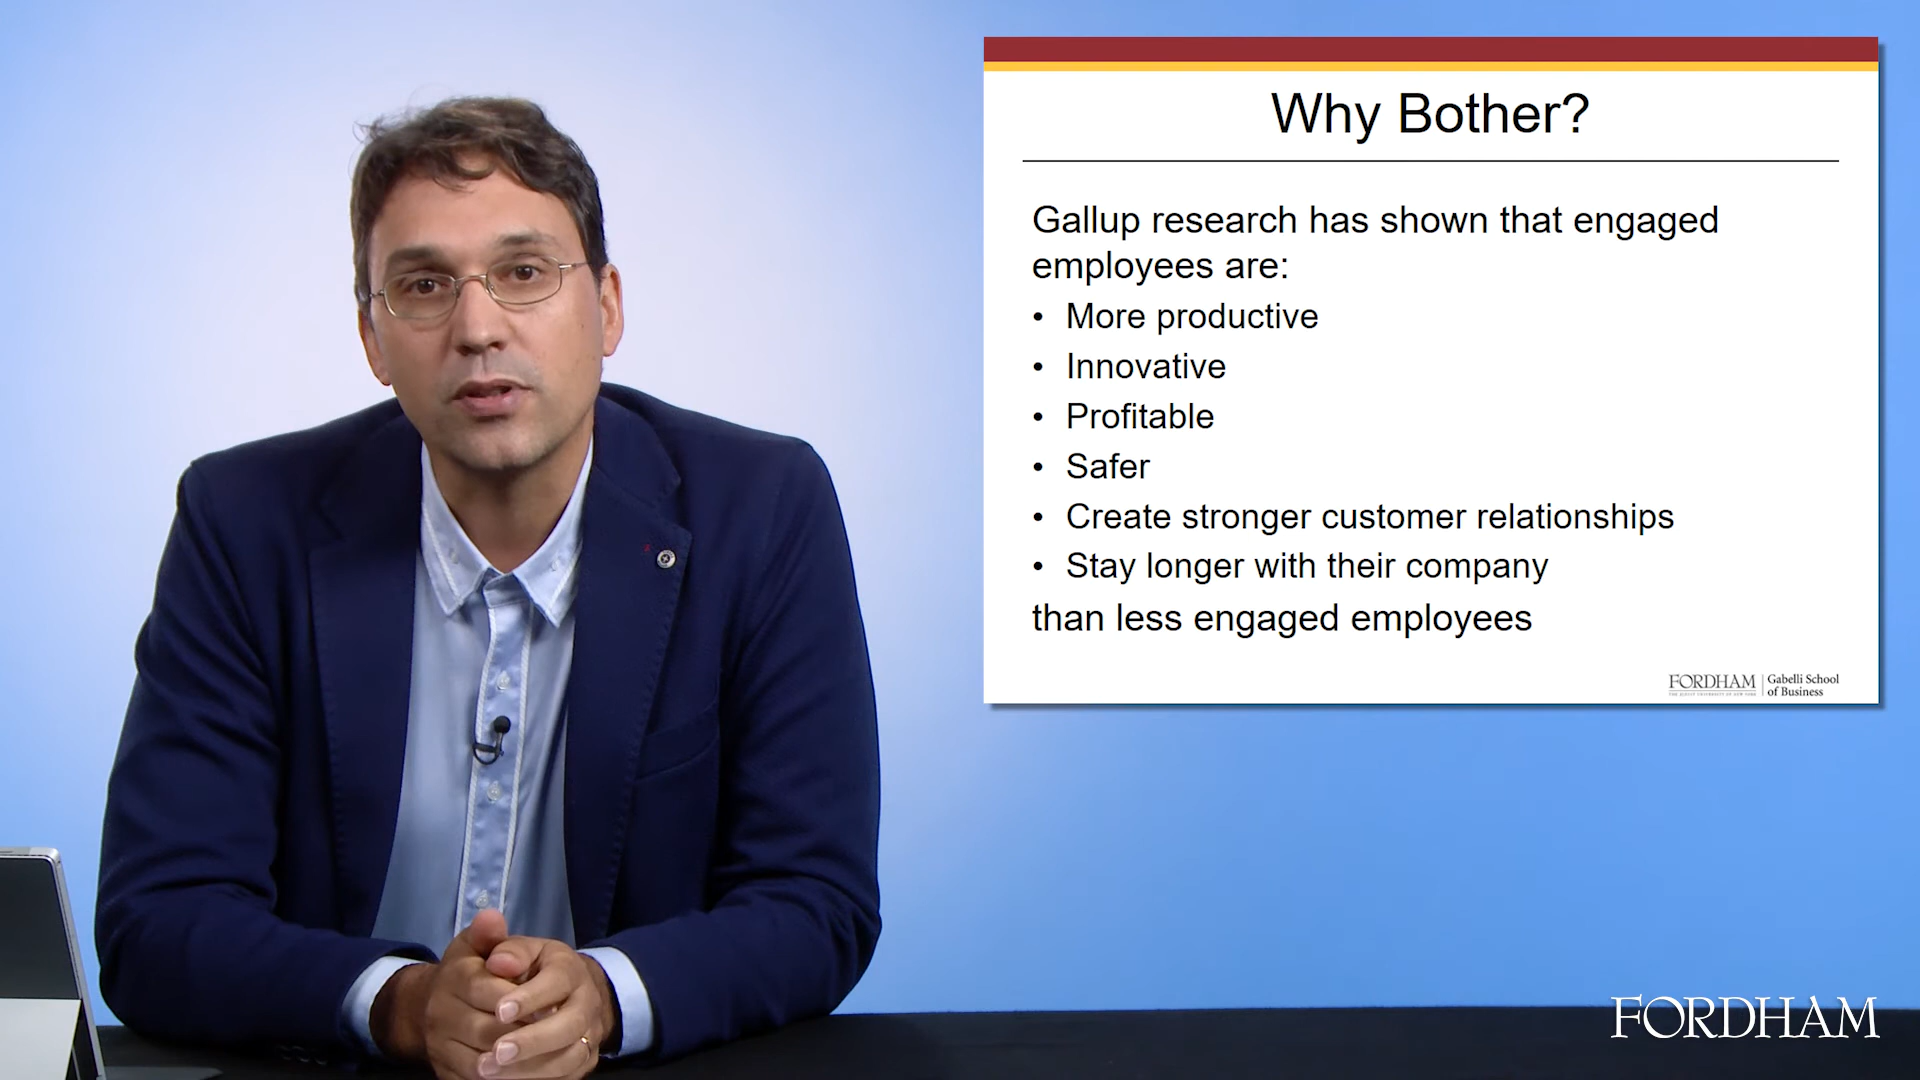 Why Bother?
Gallup research has shown that engaged
employees are:
• More productive
• Innovative
• Profitable
• Safer
• Create stronger customer relationships
• Stay longer with their company
than less engaged employees
FORDHAM | Gabelli School
of Business
FORDHAM